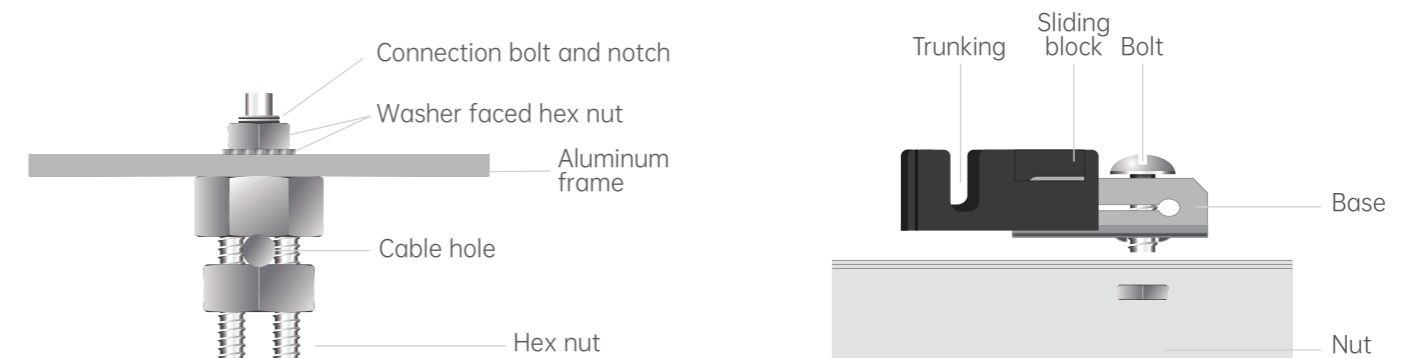 Connection bolt and notch
Washer faced hex nut
Aluminum
frame
Cable hole
Hex nut
Sliding
Trunking block Bolt
Base
Nut